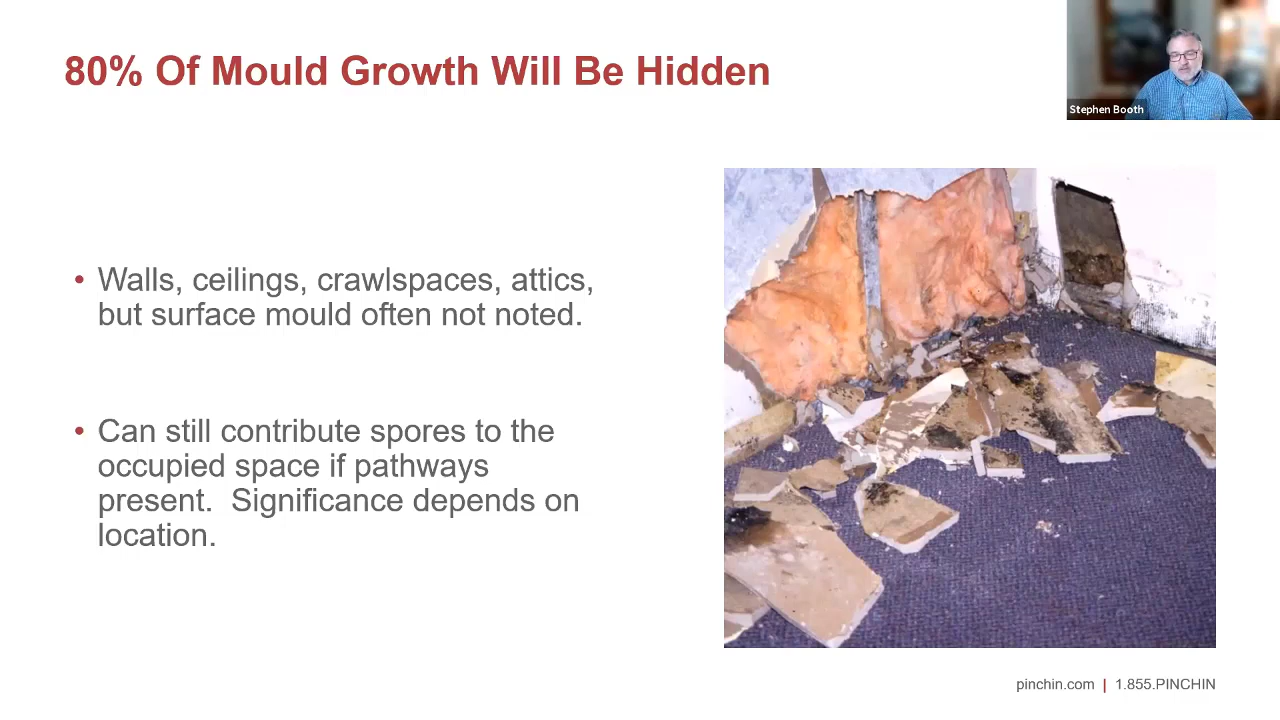 80% Of Mould Growth Will Be Hidden
Stephen Booth
• Walls, ceilings, crawlspaces, attics,
but surface mould often not noted.
• Can still contribute spores to the
occupied space if pathways
present.  Significance depends on
location.
pinchin.com | 1.855.PINCHIN